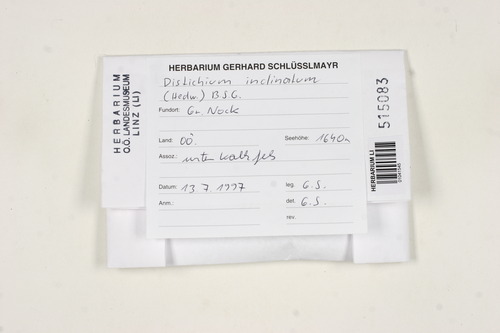 HERBARIUM GERHARD SCHLÜSSLMAYR
Distichium inclinatum
(Hedw.) B.S.G.
Fundort: Gr. Nock
Land: OÖ. Seehöhe: 1640m
Assoz.: unter Kalkfels
Datum: 13.7.1997 leg. G.S.
Anm.: det. G.S.
rev.
HERBARIUM
O.Ö. LANDESMUSEUM
LINZ (LI)
515083
HERBARIUM LI